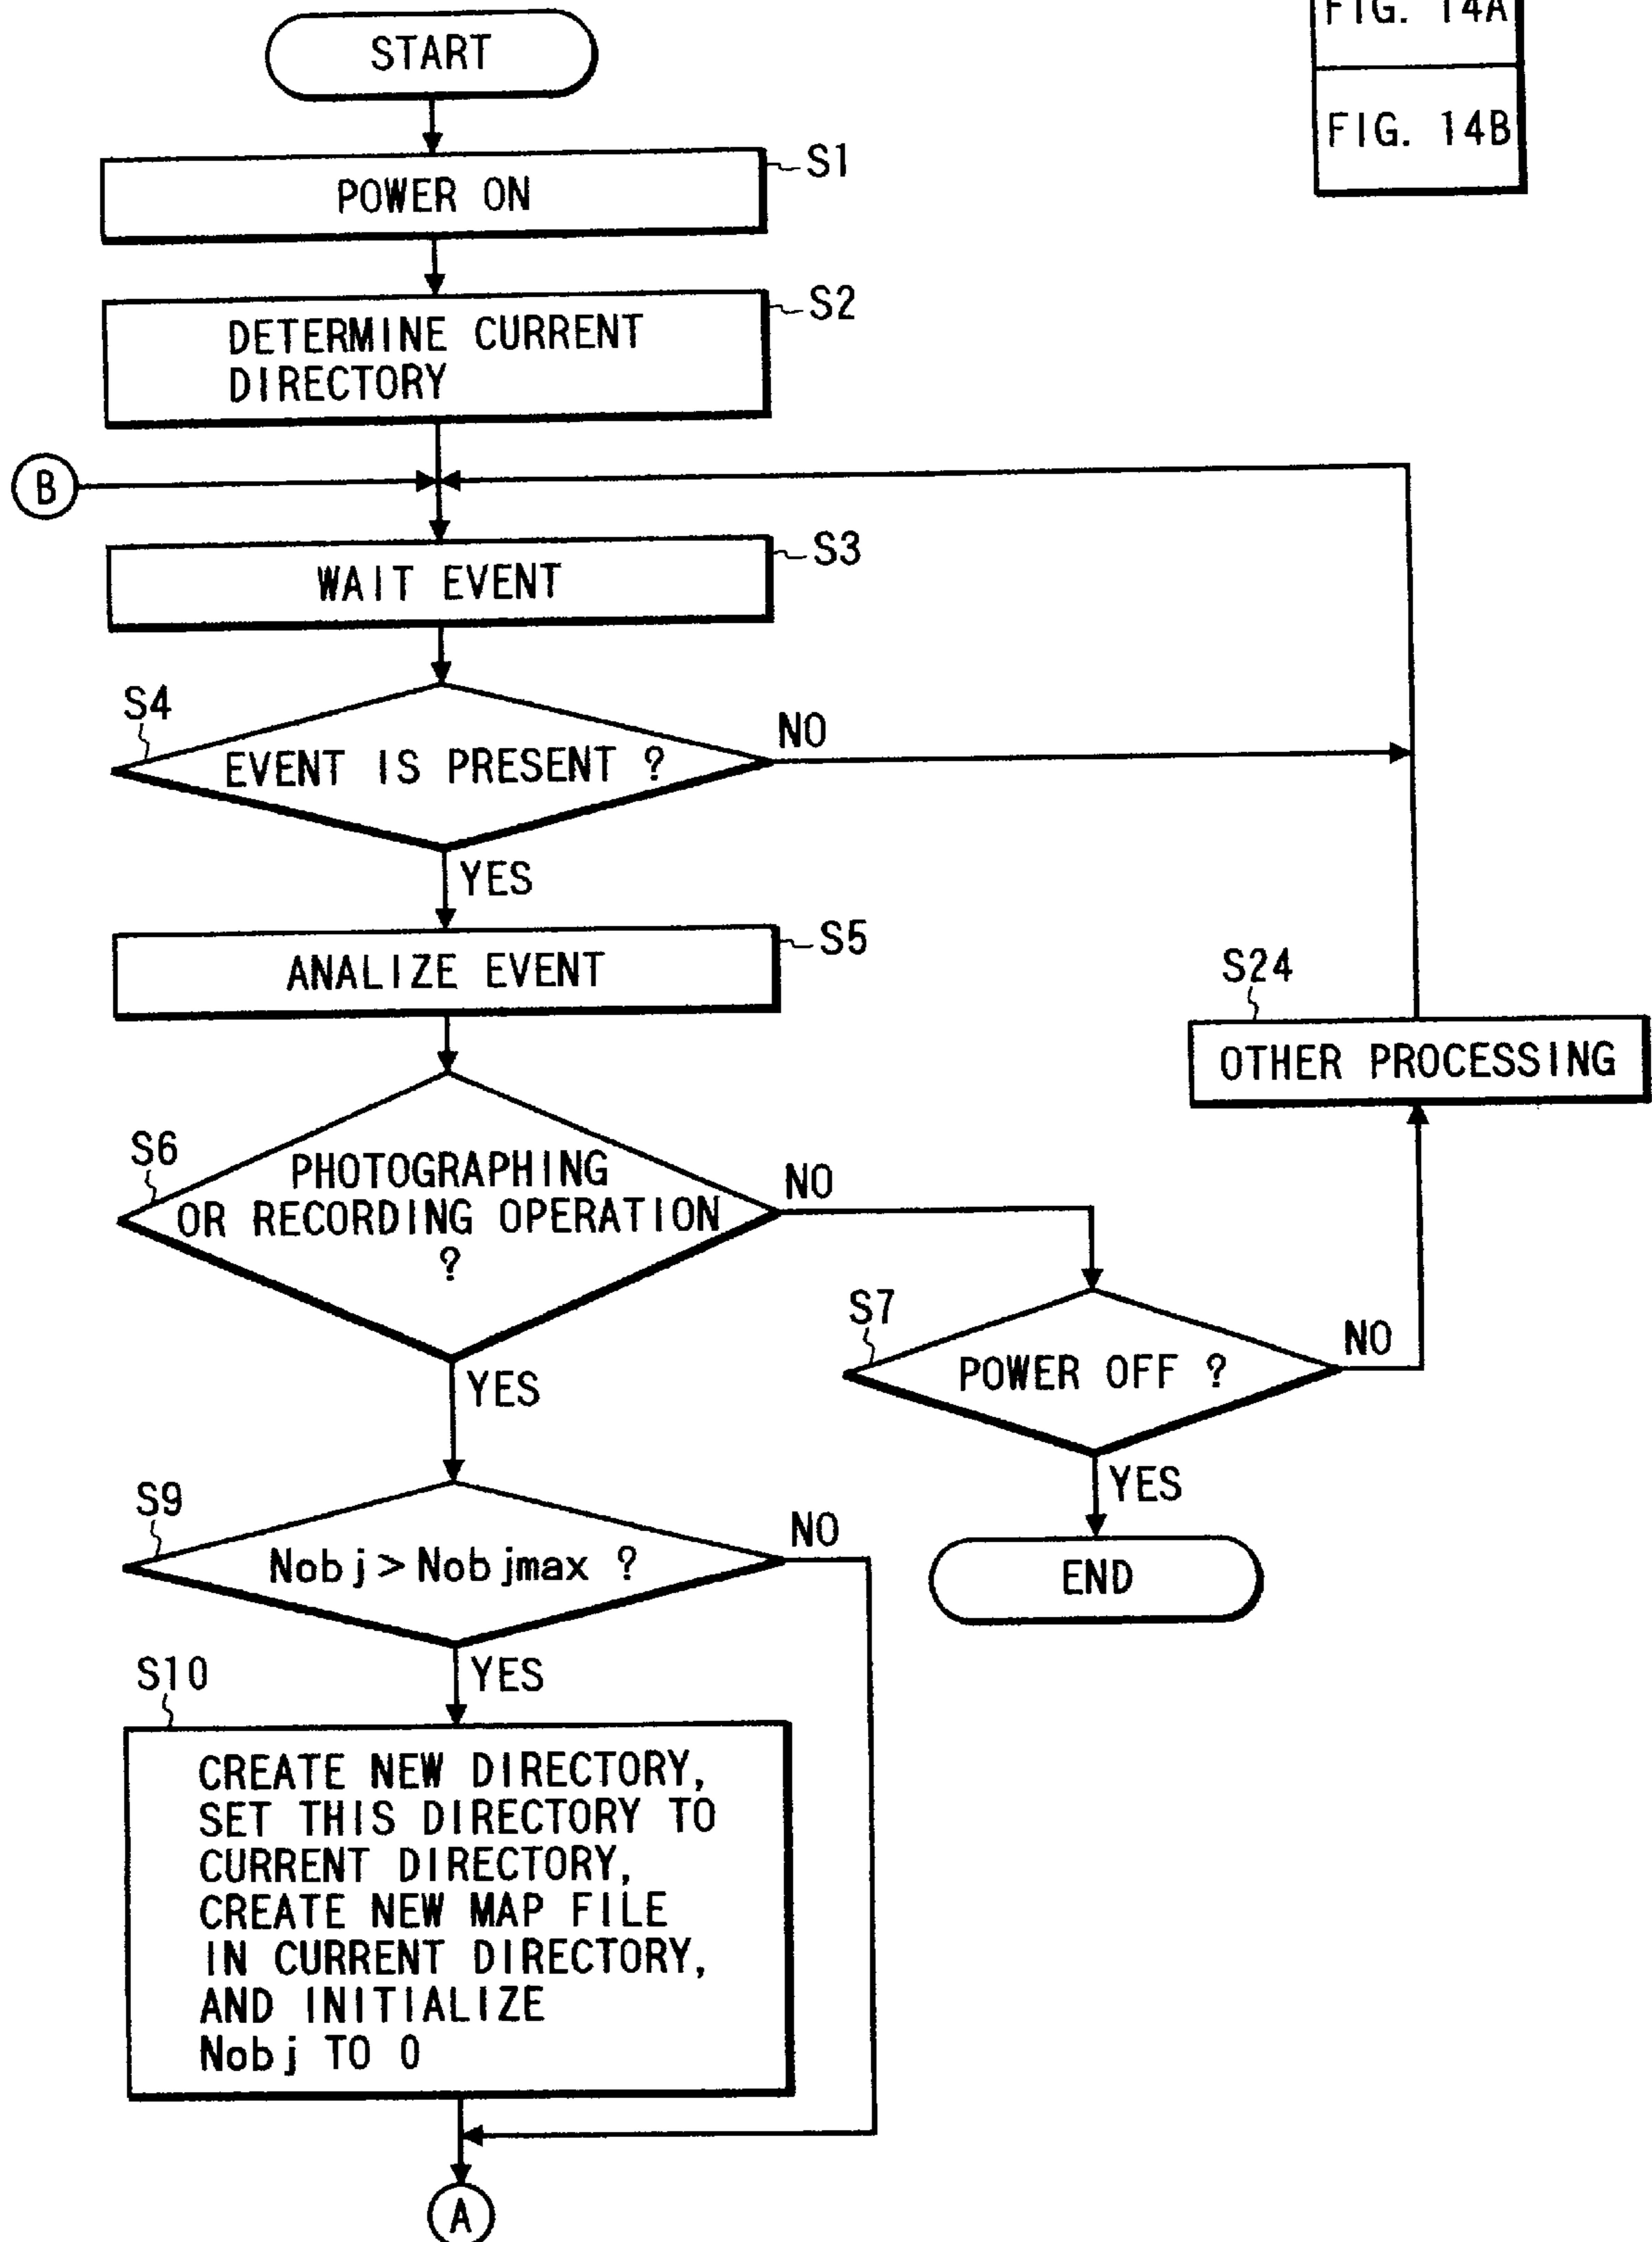 FIG. 14A
FIG. 14B
START
S1
POWER ON
S2
DETERMINE CURRENT
DIRECTORY
B
S3
WAIT EVENT
S4
EVENT IS PRESENT ?
NO
YES
S5
ANALIZE EVENT
S24
OTHER PROCESSING
S6
PHOTOGRAPHING
OR RECORDING OPERATION
?
NO
YES
S7
POWER OFF ?
NO
YES
END
S9
Nobj > Nobjmax ?
NO
YES
S10
CREATE NEW DIRECTORY,
SET THIS DIRECTORY TO
CURRENT DIRECTORY,
CREATE NEW MAP FILE
IN CURRENT DIRECTORY,
AND INITIALIZE
Nobj TO 0
A